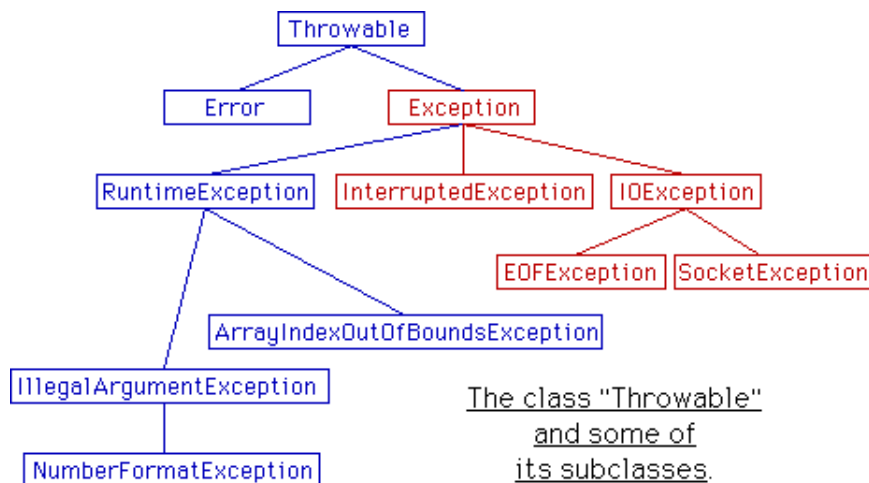 Throwable
Error
Exception
RuntimeException
InterruptedException
IOException
EOFException
SocketException
ArrayIndexOutOfBoundsException
IllegalArgumentException
NumberFormatException
The class "Throwable"
and some of
its subclasses.